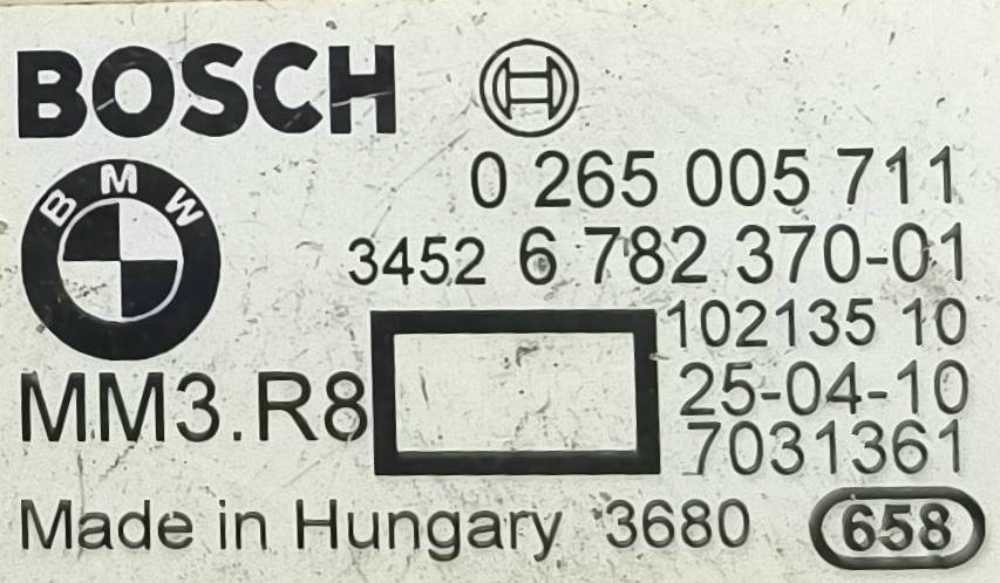 BOSCH
0 265 005 711
BMW
3452 6 782 370-01
102135 10
MM3.R8
25-04-10
7031361
Made in Hungary 3680
658